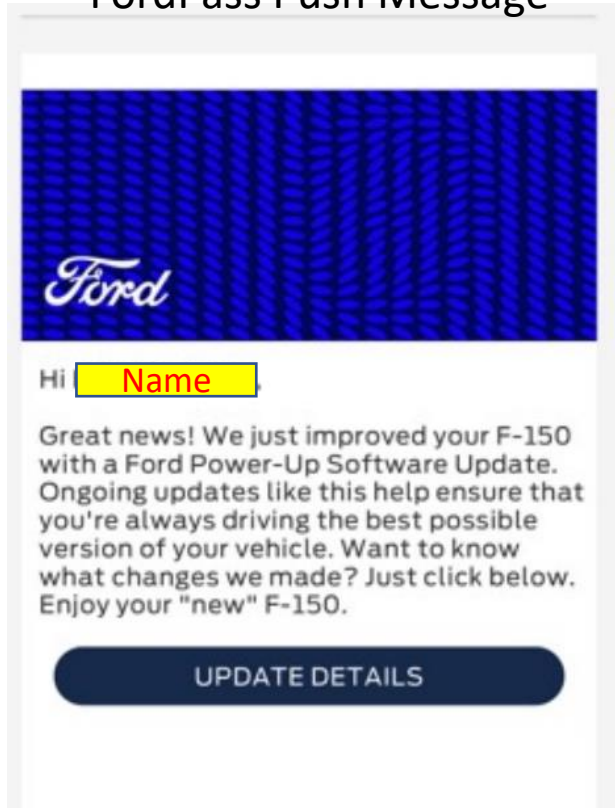 FordPass Push Message
Ford
Hi Name ,
Great news! We just improved your F-150
with a Ford Power-Up Software Update.
Ongoing updates like this help ensure that
you're always driving the best possible
version of your vehicle. Want to know
what changes we made? Just click below.
Enjoy your "new" F-150.
UPDATE DETAILS